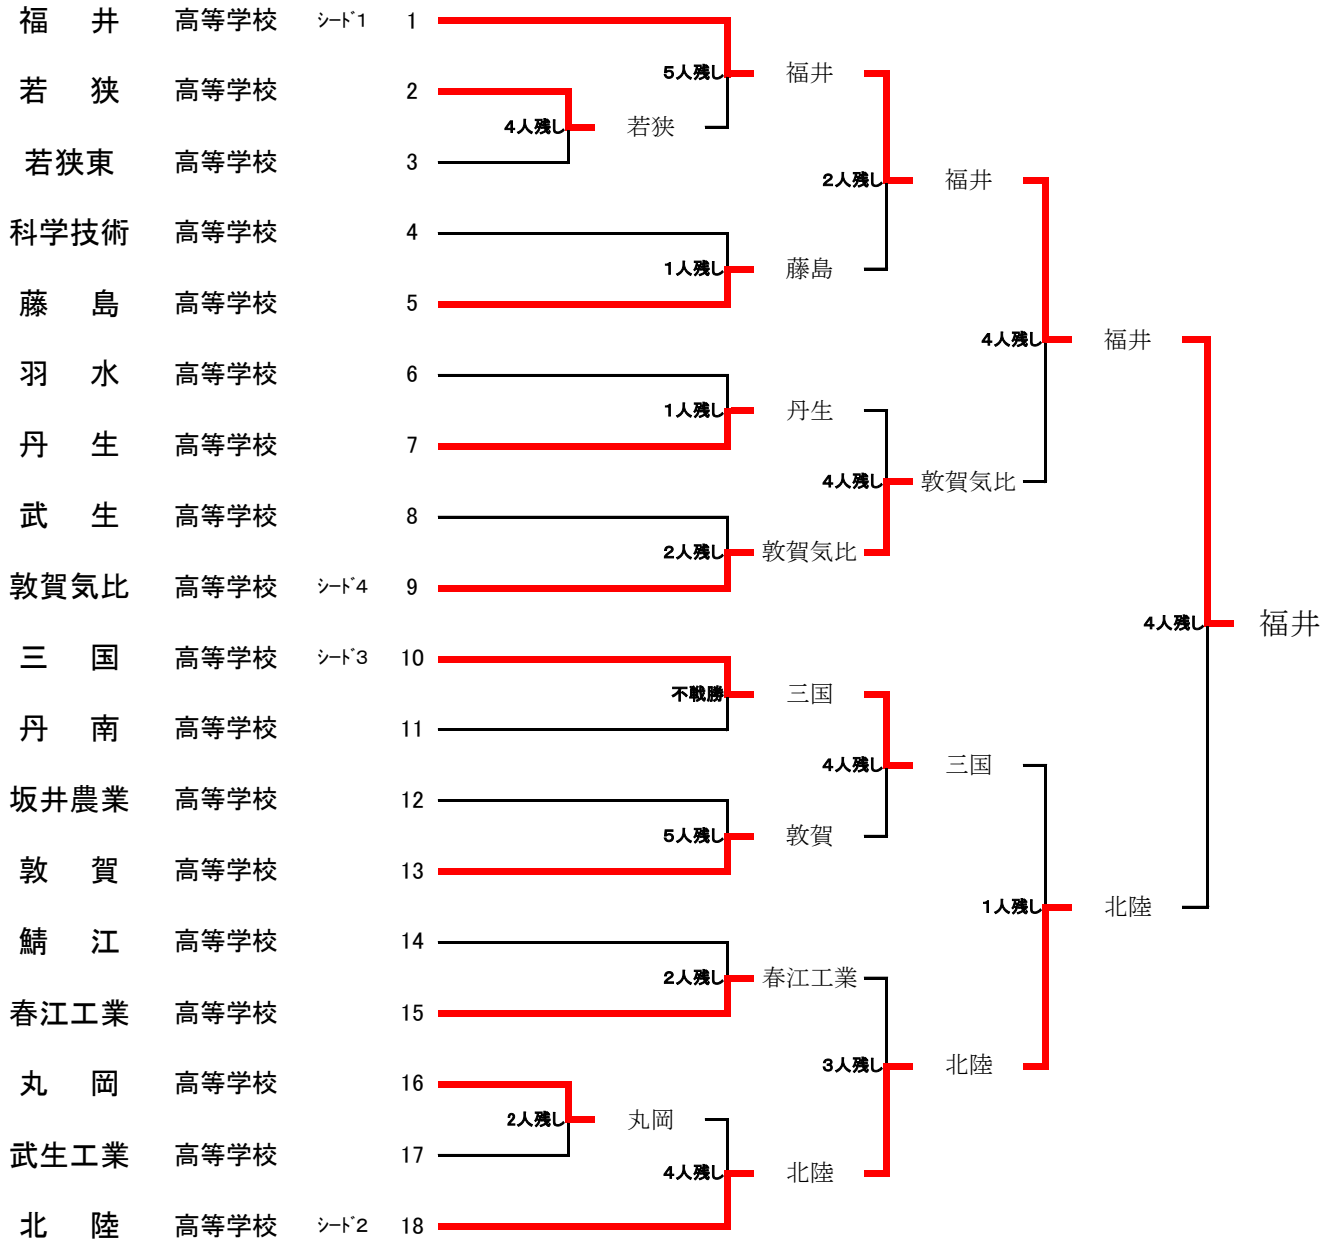 福　井　高等学校　ｼｰﾄﾞ1　1
5人残し　福井
若　狭　高等学校　2
4人残し　若狭
若狭東　高等学校　3
2人残し　福井
科学技術　高等学校　4
1人残し　藤島
藤　島　高等学校　5
4人残し　福井
羽　水　高等学校　6
1人残し　丹生
丹　生　高等学校　7
4人残し　敦賀気比
武　生　高等学校　8
2人残し　敦賀気比
敦賀気比　高等学校　ｼｰﾄﾞ4　9
4人残し　福井
三　国　高等学校　ｼｰﾄﾞ3　10
不戦勝　三国
丹　南　高等学校　11
4人残し　三国
坂井農業　高等学校　12
5人残し　敦賀
敦　賀　高等学校　13
1人残し　北陸
鯖　江　高等学校　14
2人残し　春江工業
春江工業　高等学校　15
3人残し　北陸
丸　岡　高等学校　16
2人残し　丸岡
武生工業　高等学校　17
4人残し　北陸
北　陸　高等学校　ｼｰﾄﾞ2　18